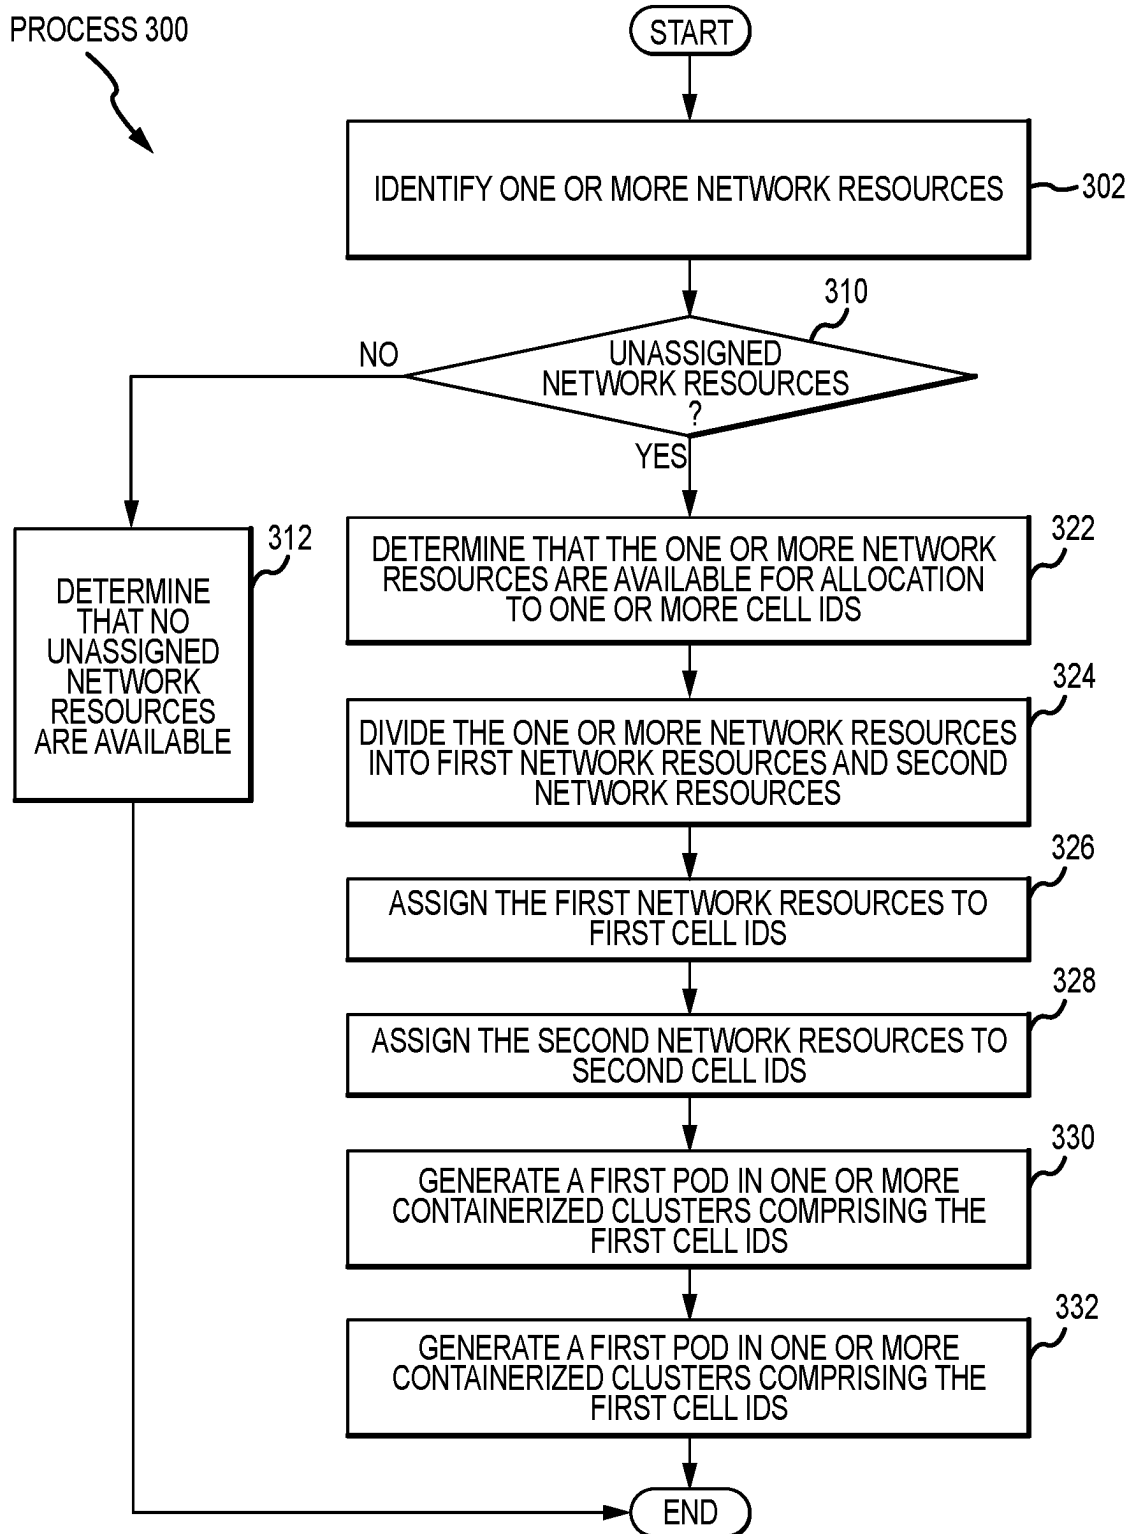 PROCESS 300
START
IDENTIFY ONE OR MORE NETWORK RESOURCES
302
310
UNASSIGNED
NETWORK RESOURCES
?
NO
YES
312
DETERMINE
THAT NO
UNASSIGNED
NETWORK
RESOURCES
ARE AVAILABLE
322
DETERMINE THAT THE ONE OR MORE NETWORK
RESOURCES ARE AVAILABLE FOR ALLOCATION
TO ONE OR MORE CELL IDS
324
DIVIDE THE ONE OR MORE NETWORK RESOURCES
INTO FIRST NETWORK RESOURCES AND SECOND
NETWORK RESOURCES
326
ASSIGN THE FIRST NETWORK RESOURCES TO
FIRST CELL IDS
328
ASSIGN THE SECOND NETWORK RESOURCES TO
SECOND CELL IDS
330
GENERATE A FIRST POD IN ONE OR MORE
CONTAINERIZED CLUSTERS COMPRISING THE
FIRST CELL IDS
332
GENERATE A FIRST POD IN ONE OR MORE
CONTAINERIZED CLUSTERS COMPRISING THE
FIRST CELL IDS
END